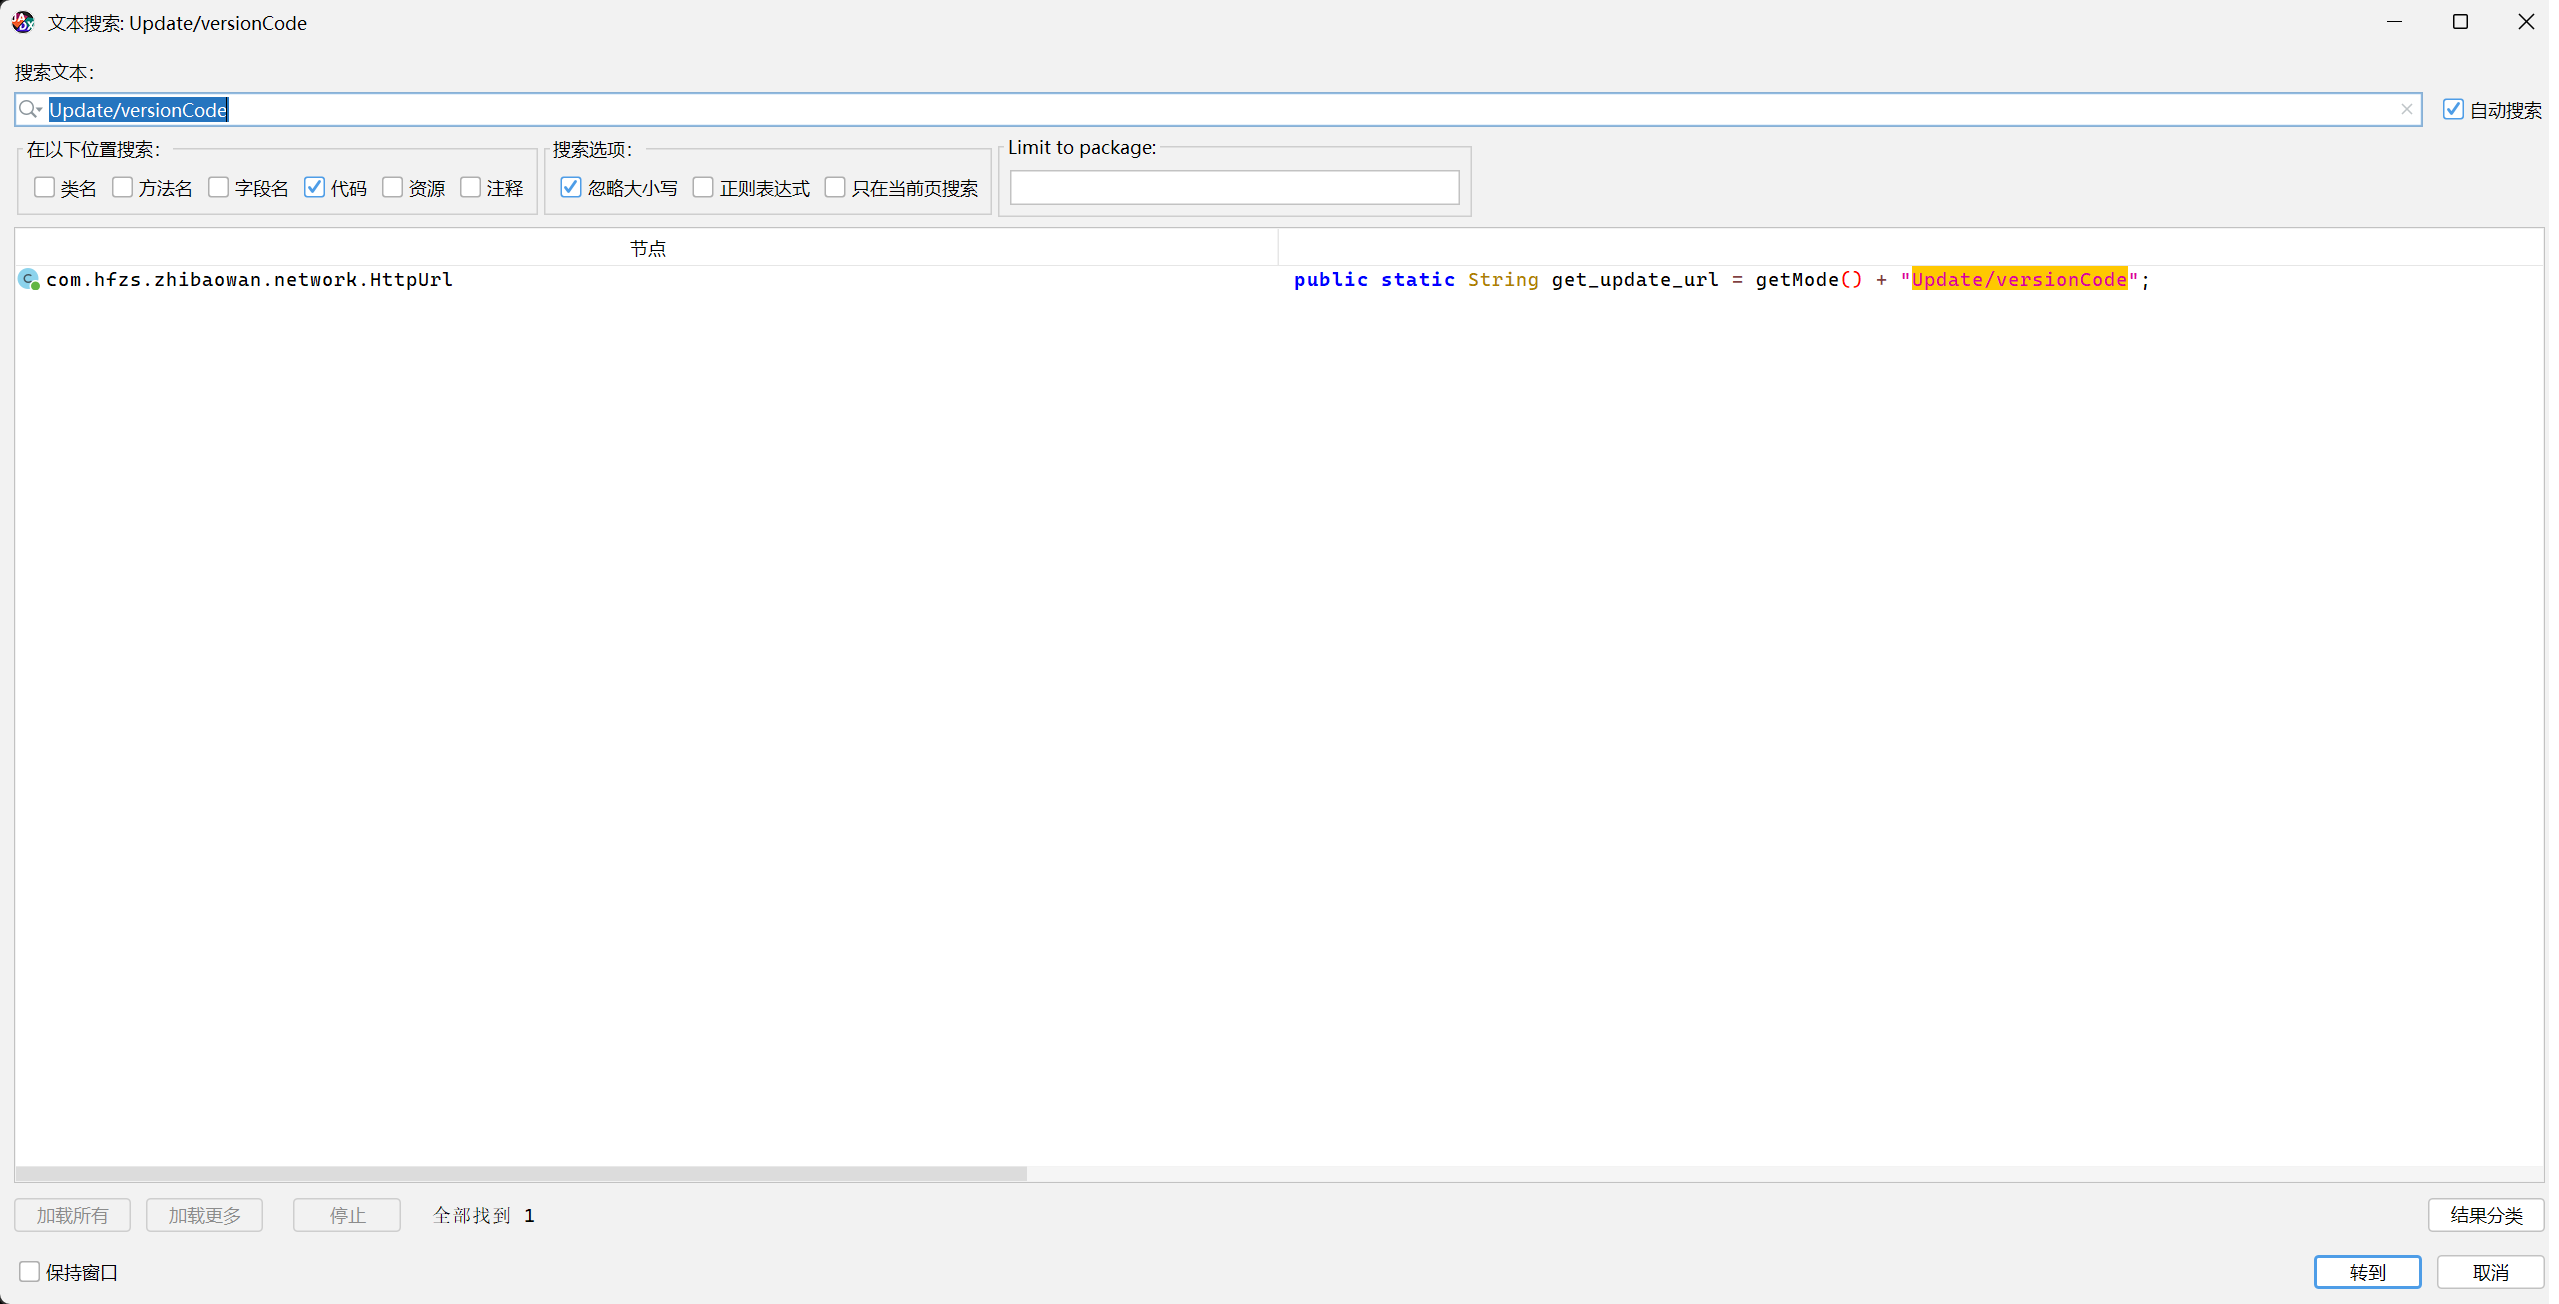 文本搜索: Update/versionCode
搜索文本:
Update/versionCode
自动搜索
在以下位置搜索:
类名 方法名 字段名 代码 资源 注释
搜索选项:
忽略大小写 正则表达式 只在当前页搜索
Limit to package:
节点
com.hfzs.zhibaowan.network.HttpUrl
public static String get_update_url = getMode() + "Update/versionCode";
加载所有 加载更多 停止 全部找到 1
结果分类
保持窗口
转到 取消